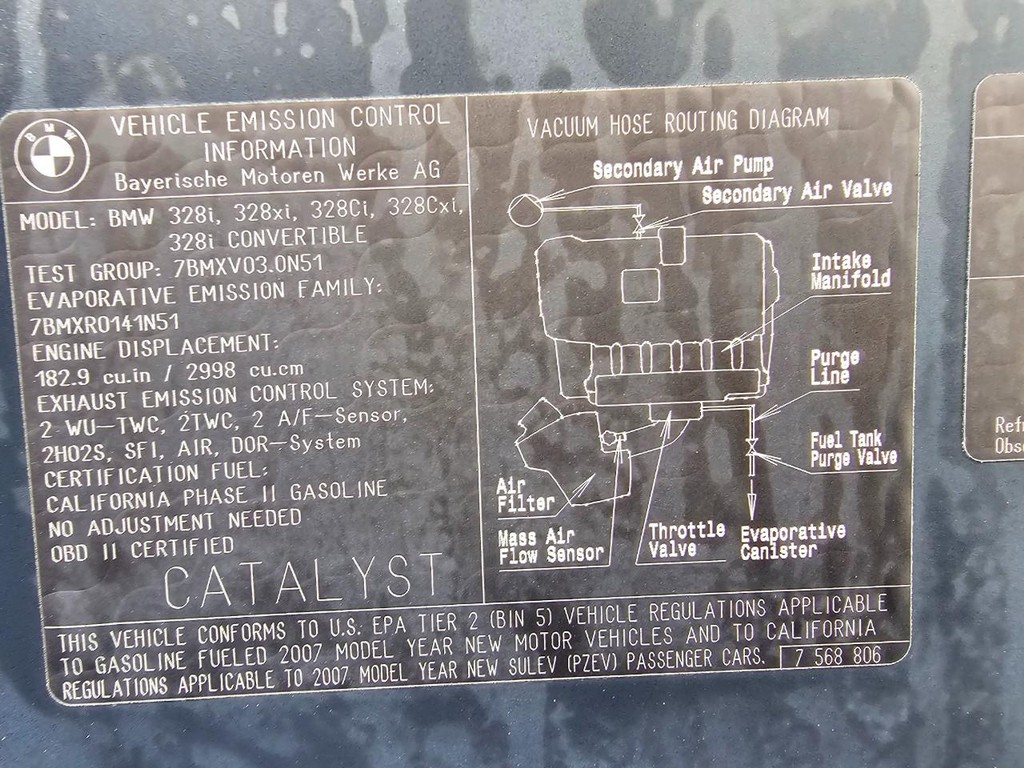 BMW
VEHICLE EMISSION CONTROL
INFORMATION
Bayerische Motoren Werke AG
MODEL: BMW 328i, 328xi, 328Ci, 328Cxi,
328i CONVERTIBLE
TEST GROUP: 7BMXV03.0N51
EVAPORATIVE EMISSION FAMILY:
7BMXR0141N51
ENGINE DISPLACEMENT:
182.9 cu.in / 2998 cu.cm
EXHAUST EMISSION CONTROL SYSTEM:
2 WU-TWC, 2TWC, 2 A/F-Sensor,
2HO2S, SFI, AIR, DOR-System
CERTIFICATION FUEL:
CALIFORNIA PHASE II GASOLINE
NO ADJUSTMENT NEEDED
OBD II CERTIFIED
CATALYST
VACUUM HOSE ROUTING DIAGRAM
Secondary Air Pump
Secondary Air Valve
Intake
Manifold
Purge
Line
Fuel Tank
Purge Valve
Air
Filter
Mass Air
Flow Sensor
Throttle
Valve
Evaporative
Canister
THIS VEHICLE CONFORMS TO U.S. EPA TIER 2 (BIN 5) VEHICLE REGULATIONS APPLICABLE
TO GASOLINE FUELED 2007 MODEL YEAR NEW MOTOR VEHICLES AND TO CALIFORNIA
REGULATIONS APPLICABLE TO 2007 MODEL YEAR NEW SULEV (PZEV) PASSENGER CARS.
7 568 806